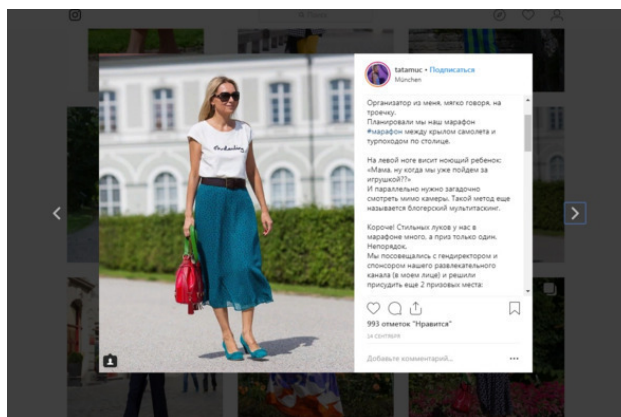 tatamuc • Подписаться
München
Организатор из меня, мягко говоря, на
троечку.
Планировали мы наш марафон
#марафон между крылом самолета и
турпоходом по столице.
На левой ноге висит ноющий ребенок:
«Мама, ну когда мы уже пойдем за
игрушкой??»
И параллельно нужно загадочно
смотреть мимо камеры. Такой метод еще
называется блогерский мультитаскинг.
Короче! Стильных луков у нас в
марафоне много, а приз только один.
Непорядок.
Мы посовещались с гендиректором и
спонсором нашего развлекательного
канала (в моем лице) и решили
присудить еще 2 призовых места:
993 отметок "Нравится"
14 СЕНТЯБРЯ
Добавьте комментарий...